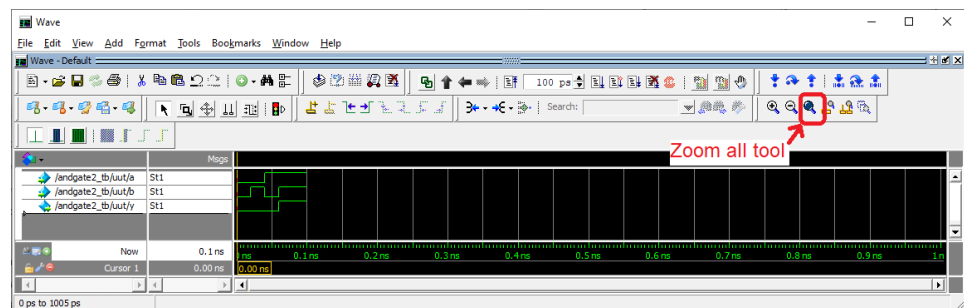 Wave
File Edit View Add Format Tools Bookmarks Window Help
Wave - Default
100 ps
Search:
Zoom all tool
Msgs
/andgate2_tb/uut/a St1
/andgate2_tb/uut/b St1
/andgate2_tb/uut/y St1
Now 0.1 ns
ns 0.1 ns 0.2 ns 0.3 ns 0.4 ns 0.5 ns 0.6 ns 0.7 ns 0.8 ns 0.9 ns 1 n
Cursor 1 0.00 ns 0.00 ns
0 ps to 1005 ps